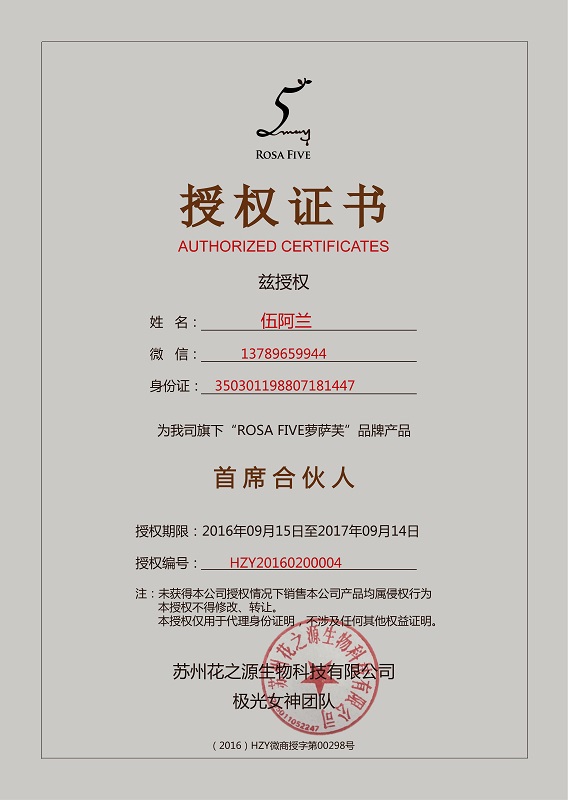 5
may
ROSA FIVE
授权证书
AUTHORIZED CERTIFICATES
兹授权
姓 名：伍阿兰
微 信：13789659944
身份证：350301198807181447
为我司旗下“ROSA FIVE萝萨芙”品牌产品
首席合伙人
授权期限：2016年09月15日至2017年09月14日
授权编号：HZY20160200004
注：未获得本公司授权情况下销售本公司产品均属侵权行为
本授权不得修改、转让。
本授权仅用于代理身份证明，不涉及任何其他权益证明。
苏州花之源生物科技有限公司
极光女神团队
苏州花之源生物科技有限公司
（2016）HZY微商授字第00298号